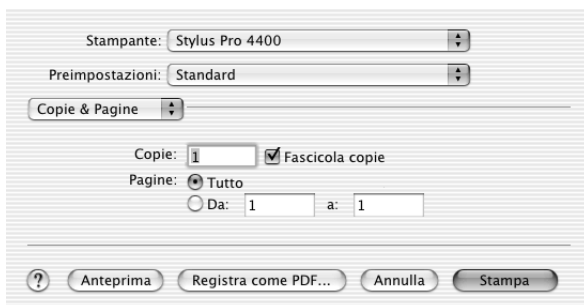 Stampante: Stylus Pro 4400
Preimpostazioni: Standard
Copie & Pagine
Copie: 1 Fascicola copie
Pagine: Tutto
Da: 1 a: 1
? Anteprima Registra come PDF... Annulla Stampa